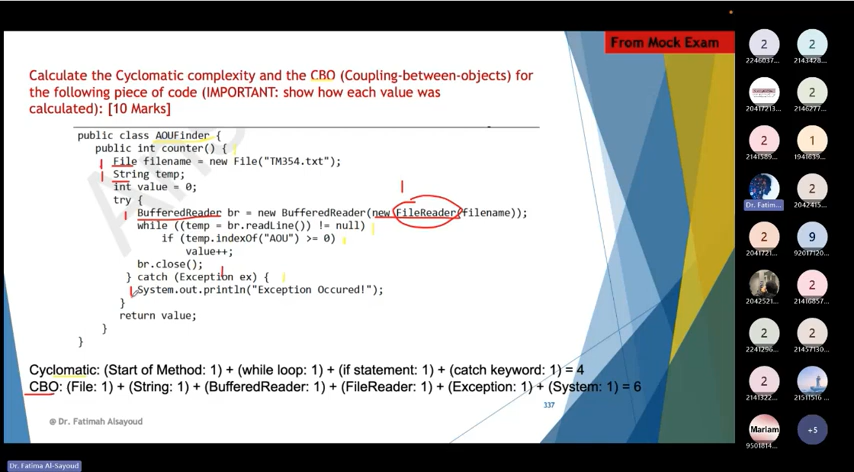 From Mock Exam
Calculate the Cyclomatic complexity and the CBO (Coupling-between-objects) for
the following piece of code (IMPORTANT: show how each value was
calculated): [10 Marks]
public class AOUFinder {
public int counter() {
File filename = new File("TM354.txt");
String temp;
int value = 0;
try {
BufferedReader br = new BufferedReader(new FileReader(filename));
while ((temp = br.readLine()) != null)
if (temp.indexOf("AOU") >= 0)
value++;
br.close();
} catch (Exception ex) {
System.out.println("Exception Occured!");
}
return value;
}
}
Cyclomatic: (Start of Method: 1) + (while loop: 1) + (if statement: 1) + (catch keyword: 1) = 4
CBO: (File: 1) + (String: 1) + (BufferedReader: 1) + (FileReader: 1) + (Exception: 1) + (System: 1) = 6
337
@ Dr. Fatimah Alsayoud
Dr. Fatima Al-Sayoud
2 2
2
2 1
Dr. Fatim... 2
2 9
2
2 2
2 2
2
Mariam +5